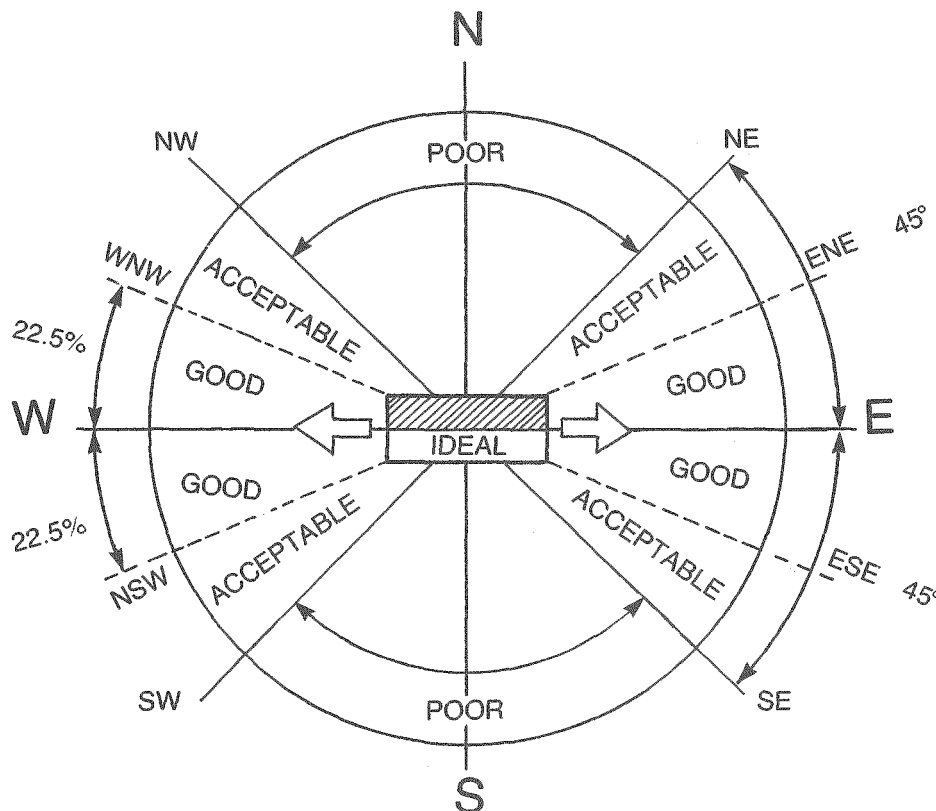 N
POOR
NW
NE
WNW
ACCEPTABLE
ACCEPTABLE
ENE
45°
22.5%
GOOD
GOOD
W
E
IDEAL
GOOD
GOOD
22.5%
NSW
ACCEPTABLE
ACCEPTABLE
ESE
45°
SW
POOR
SE
S